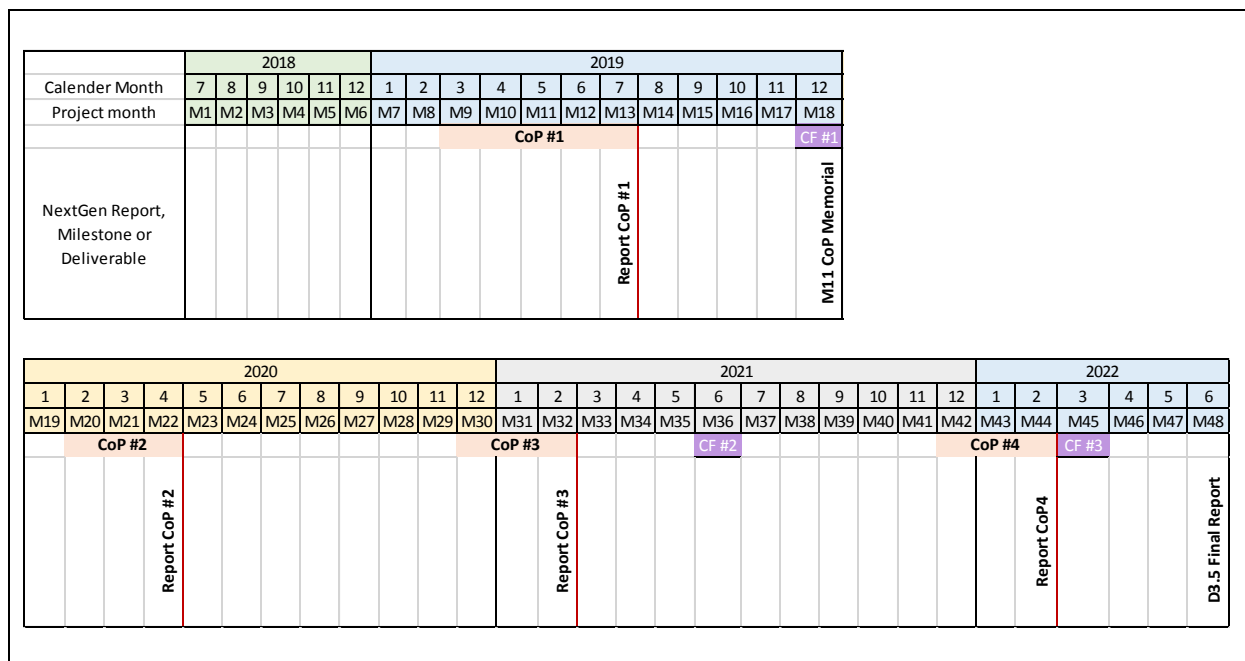 2018 2019
Calender Month 7 8 9 10 11 12 1 2 3 4 5 6 7 8 9 10 11 12
Project month M1 M2 M3 M4 M5 M6 M7 M8 M9 M10 M11 M12 M13 M14 M15 M16 M17 M18
CoP #1 CF #1
NextGen Report,
Milestone or
Deliverable
Report CoP #1
M11 CoP Memorial
2020 2021 2022
1 2 3 4 5 6 7 8 9 10 11 12 1 2 3 4 5 6 7 8 9 10 11 12 1 2 3 4 5 6
M19 M20 M21 M22 M23 M24 M25 M26 M27 M28 M29 M30 M31 M32 M33 M34 M35 M36 M37 M38 M39 M40 M41 M42 M43 M44 M45 M46 M47 M48
CoP #2 CoP #3 CF #2 CoP #4 CF #3
Report CoP #2
Report CoP #3
Report CoP4
D3.5 Final Report